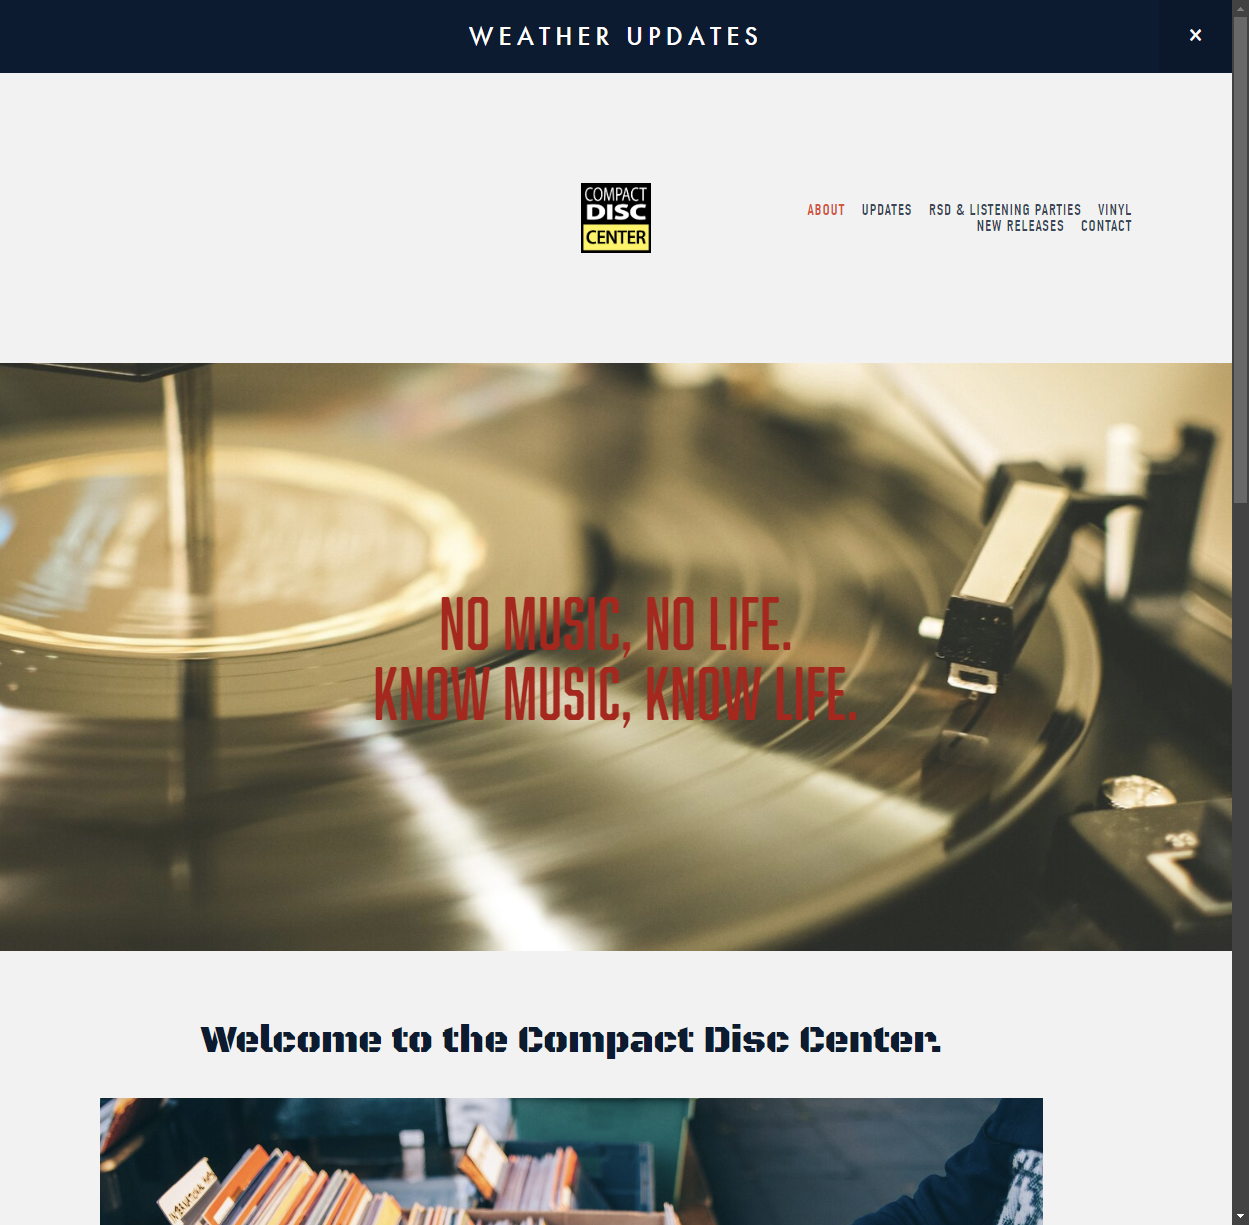 WEATHER UPDATES
×
COMPACT
DISC
CENTER
ABOUT UPDATES RSD & LISTENING PARTIES VINYL
NEW RELEASES CONTACT
NO MUSIC, NO LIFE.
KNOW MUSIC, KNOW LIFE.
Welcome to the Compact Disc Center.